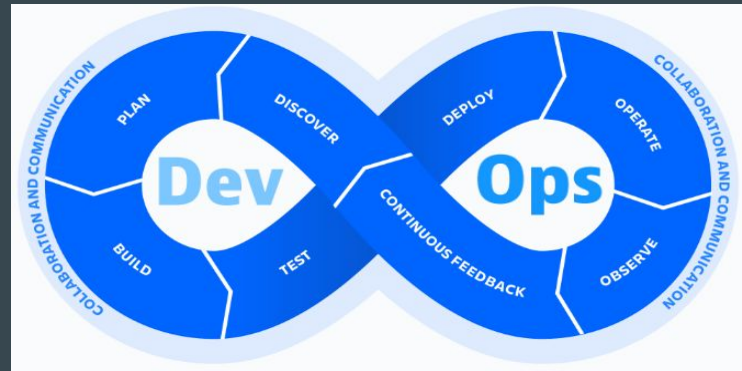 COLLABORATION AND COMMUNICATION
PLAN
DISCOVER
DEPLOY
OPERATE
COLLABORATION AND COMMUNICATION
Dev
Ops
BUILD
TEST
CONTINUOUS FEEDBACK
OBSERVE